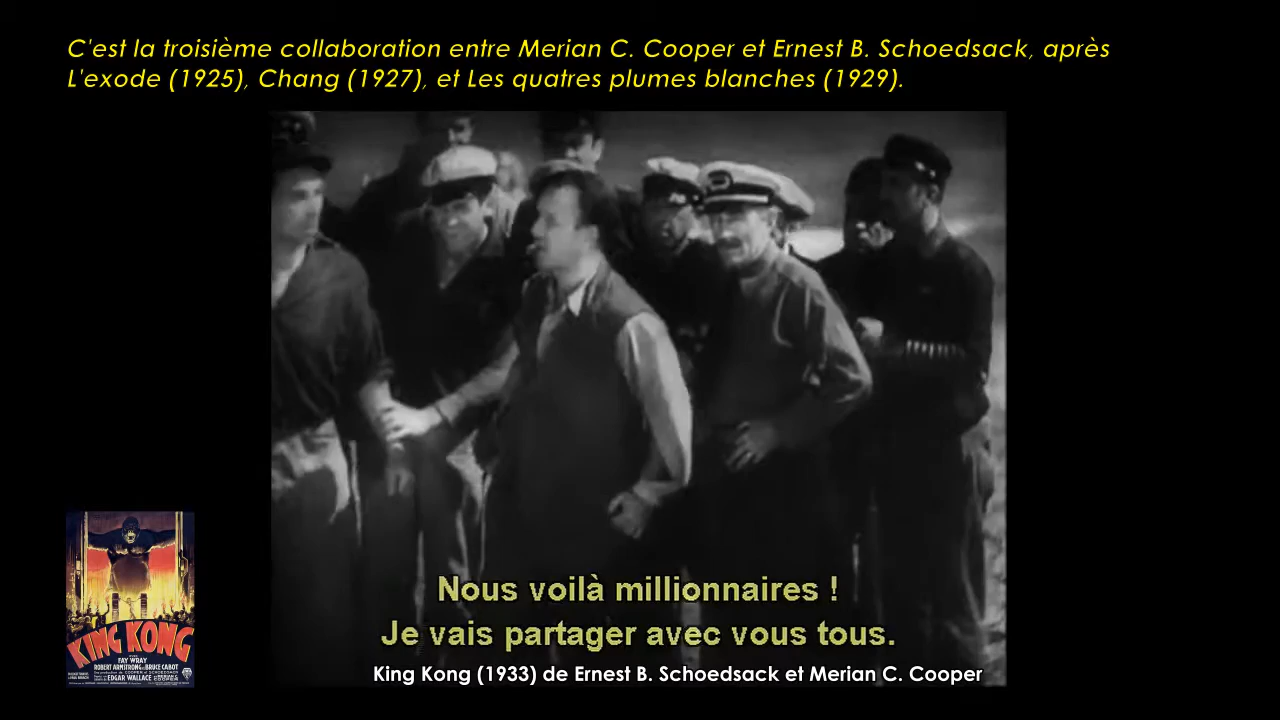 C'est la troisième collaboration entre Merian C. Cooper et Ernest B. Schoedsack, après
L'exode (1925), Chang (1927), et Les quatres plumes blanches (1929).
Nous voilà millionnaires !
Je vais partager avec vous tous.
King Kong (1933) de Ernest B. Schoedsack et Merian C. Cooper
KING KONG
FAY WRAY
ROBERT ARMSTRONG BRUCE CABOT
EDGAR WALLACE